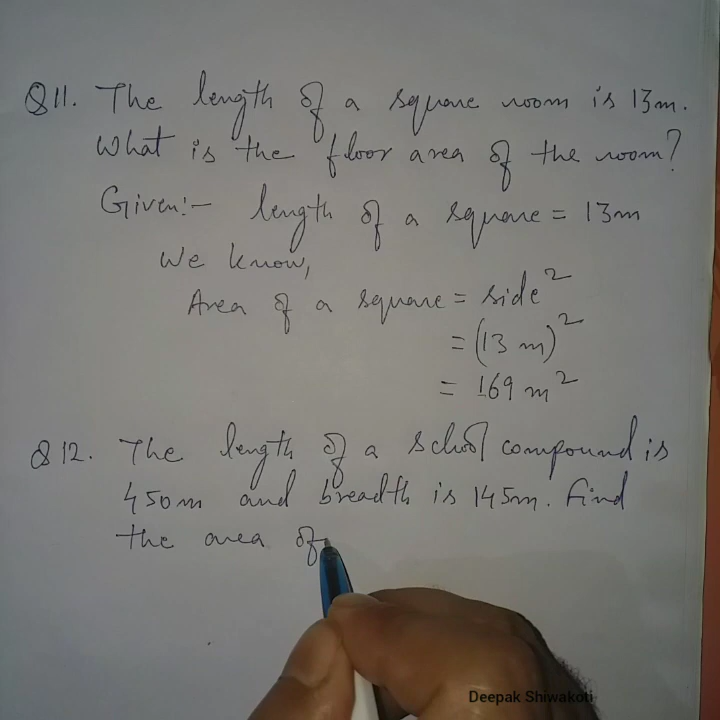 Q11. The length of a square room is 13m.
What is the floor area of the room?
Given:- length of a square = 13m
We know,
Area of a square = side²
= (13 m)²
= 169 m²
Q12. The length of a school compound is
450m and breadth is 145m. Find
the area of
Deepak Shiwakoti